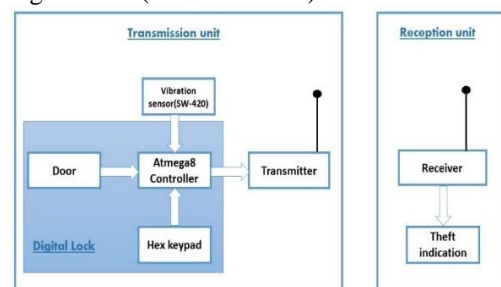 Transmission unit
Reception unit
Vibration
sensor(SW-420)
Door
Atmega8
Controller
Transmitter
Receiver
Digital Lock
Hex keypad
Theft
indication